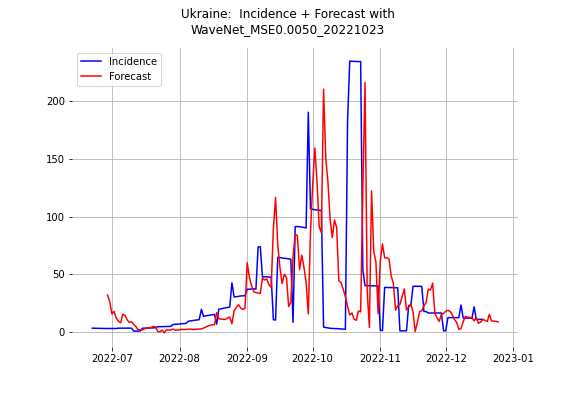 Ukraine:  Incidence + Forecast with
WaveNet_MSE0.0050_20221023
Incidence
Forecast
200
150
100
50
0
2022-07 2022-08 2022-09 2022-10 2022-11 2022-12 2023-01